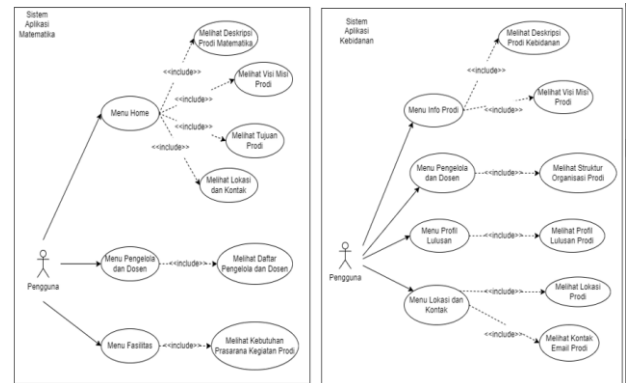 Sistem
Aplikasi
Matematika
Melihat Deskripsi
Prodi Matematika
<<include>>
Melihat Visi Misi
Prodi
<<include>>
Menu Home
<<include>>
Melihat Tujuan
Prodi
<<include>>
Melihat Lokasi
dan Kontak
Pengguna
Menu Pengelola
dan Dosen
<<include>>
Melihat Daftar
Pengelola dan Dosen
Menu Fasilitas
<<include>>
Melihat Kebutuhan
Prasarana Kegiatan Prodi
Sistem
Aplikasi
Kebidanan
Melihat Deskripsi
Prodi Kebidanan
<<include>>
Menu Info Prodi
<<include>>
Melihat Visi Misi
Prodi
Menu Pengelola
dan Dosen
<<include>>
Melihat Struktur
Organisasi Prodi
Menu Profil
Lulusan
<<include>>
Melihat Profil
Lulusan Prodi
Pengguna
Menu Lokasi dan
Kontak
<<include>>
Melihat Lokasi
Prodi
<<include>>
Melihat Kontak
Email Prodi